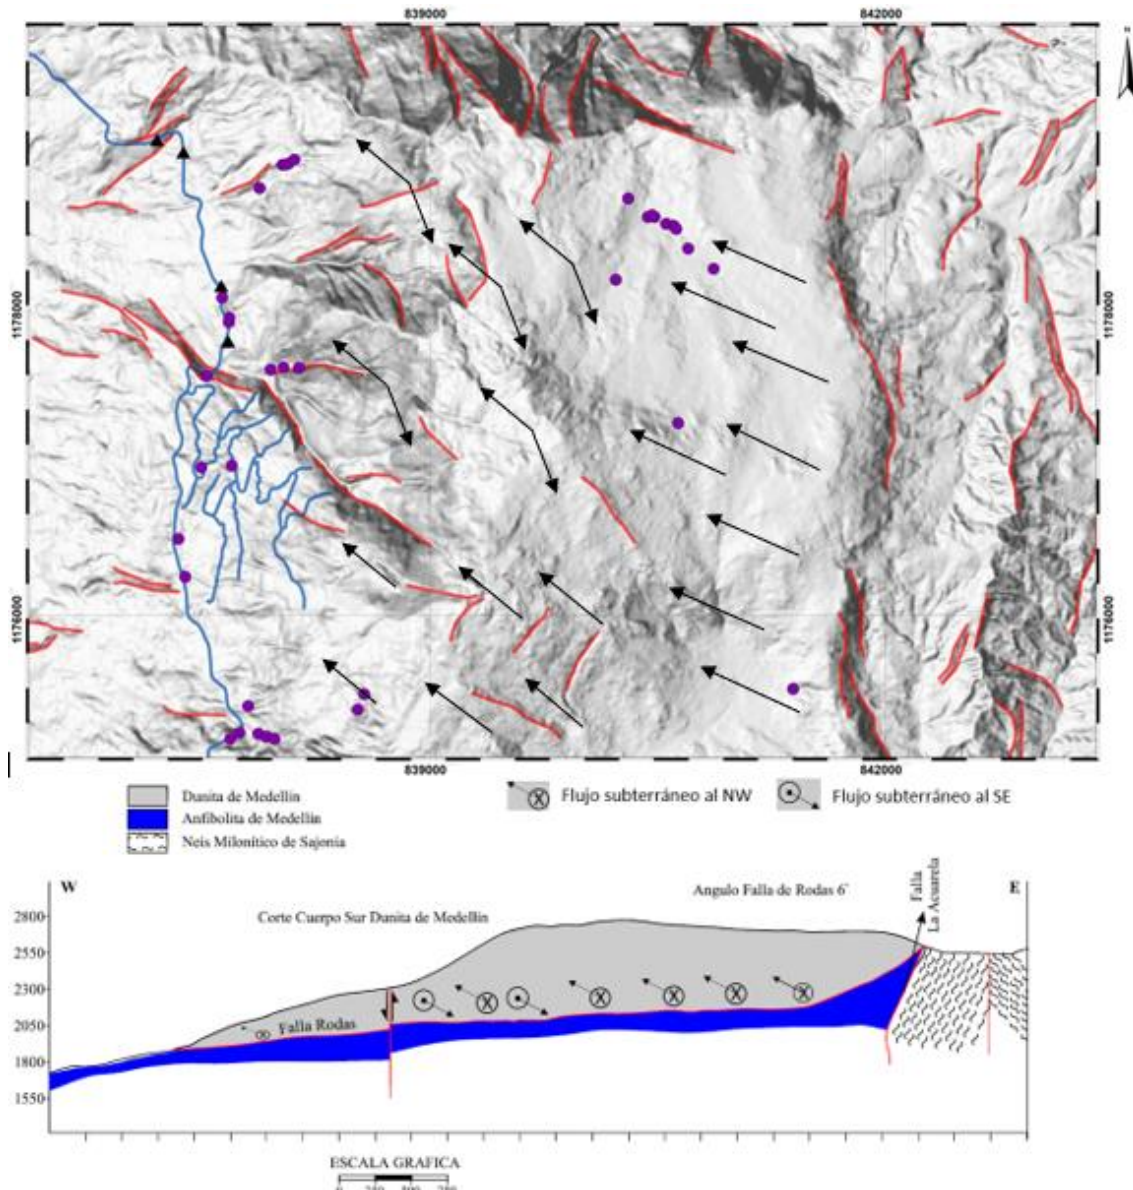 839000
842000
N
1178000
1178000
1176000
1176000
839000
842000
Dunita de Medellín
Anfibolita de Medellín
Neis Milonítico de Sajonia
Flujo subterráneo al NW
Flujo subterráneo al SE
W
E
Corte Cuerpo Sur Dunita de Medellín
Angulo Falla de Rodas 6°
Falla
La Acuarela
2800
2550
2300
2050
1800
1550
Falla Rodas
ESCALA GRAFICA